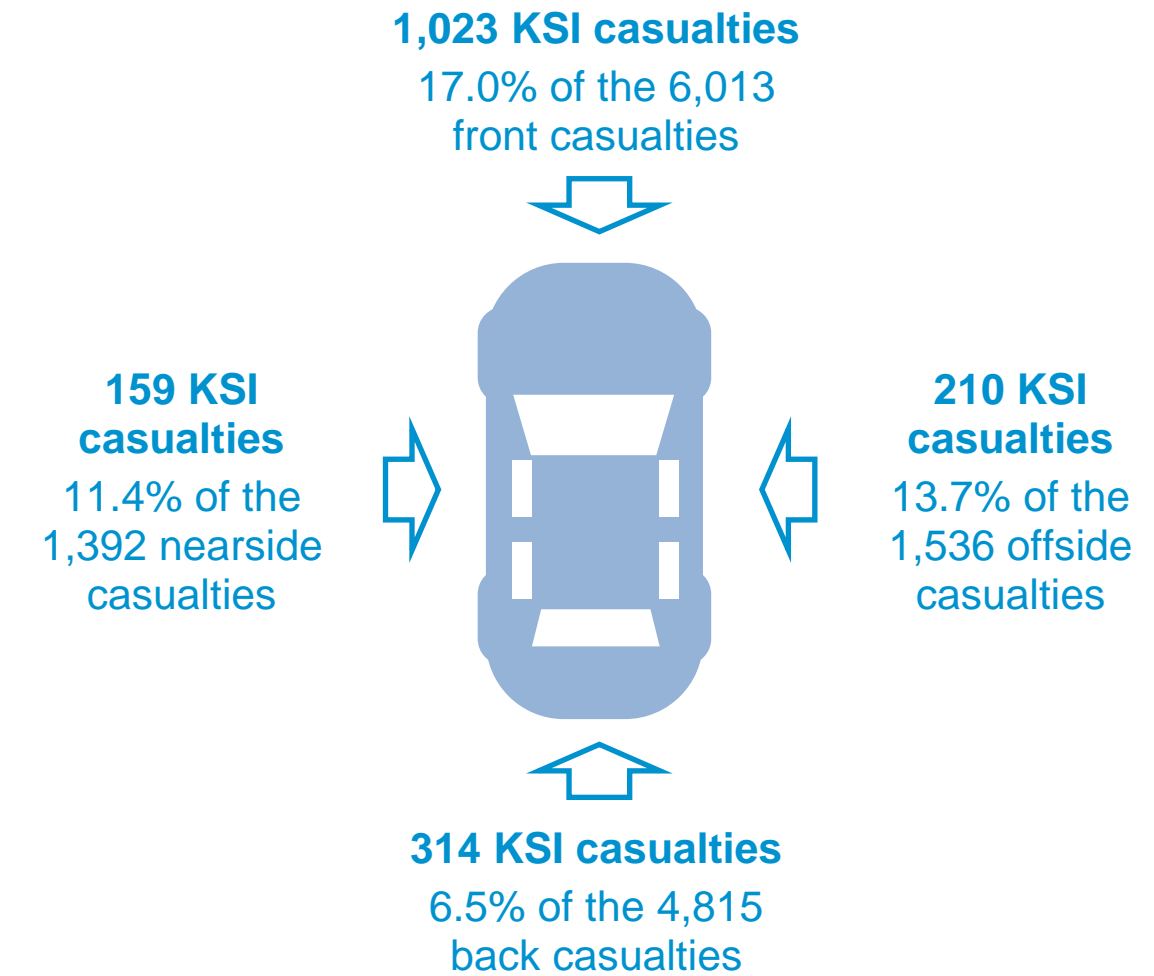 1,023 KSI casualties
17.0% of the 6,013
front casualties
159 KSI
casualties
11.4% of the
1,392 nearside
casualties
210 KSI
casualties
13.7% of the
1,536 offside
casualties
314 KSI casualties
6.5% of the 4,815
back casualties